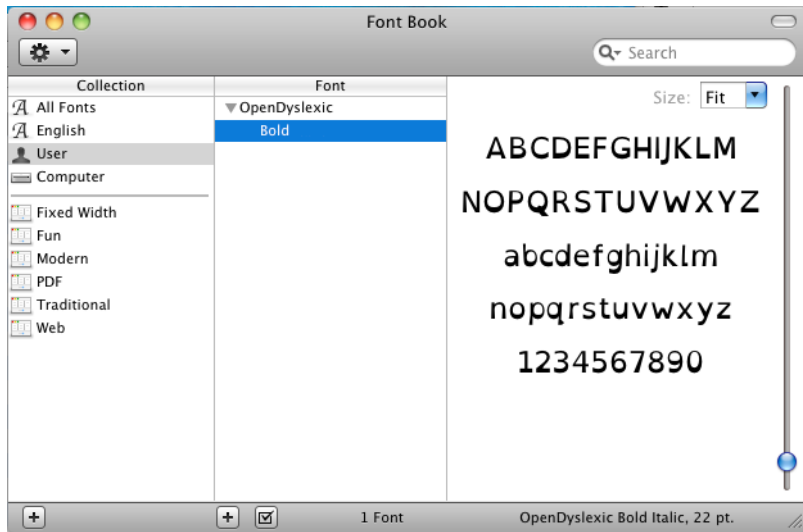 Font Book
Search
Collection
All Fonts
English
User
Computer
Fixed Width
Fun
Modern
PDF
Traditional
Web
Font
OpenDyslexic
Bold
Size: Fit
ABCDEFGHIJKLM
NOPQRSTUVWXYZ
abcdefghijklm
nopqrstuvwxyz
1234567890
1 Font
OpenDyslexic Bold Italic, 22 pt.